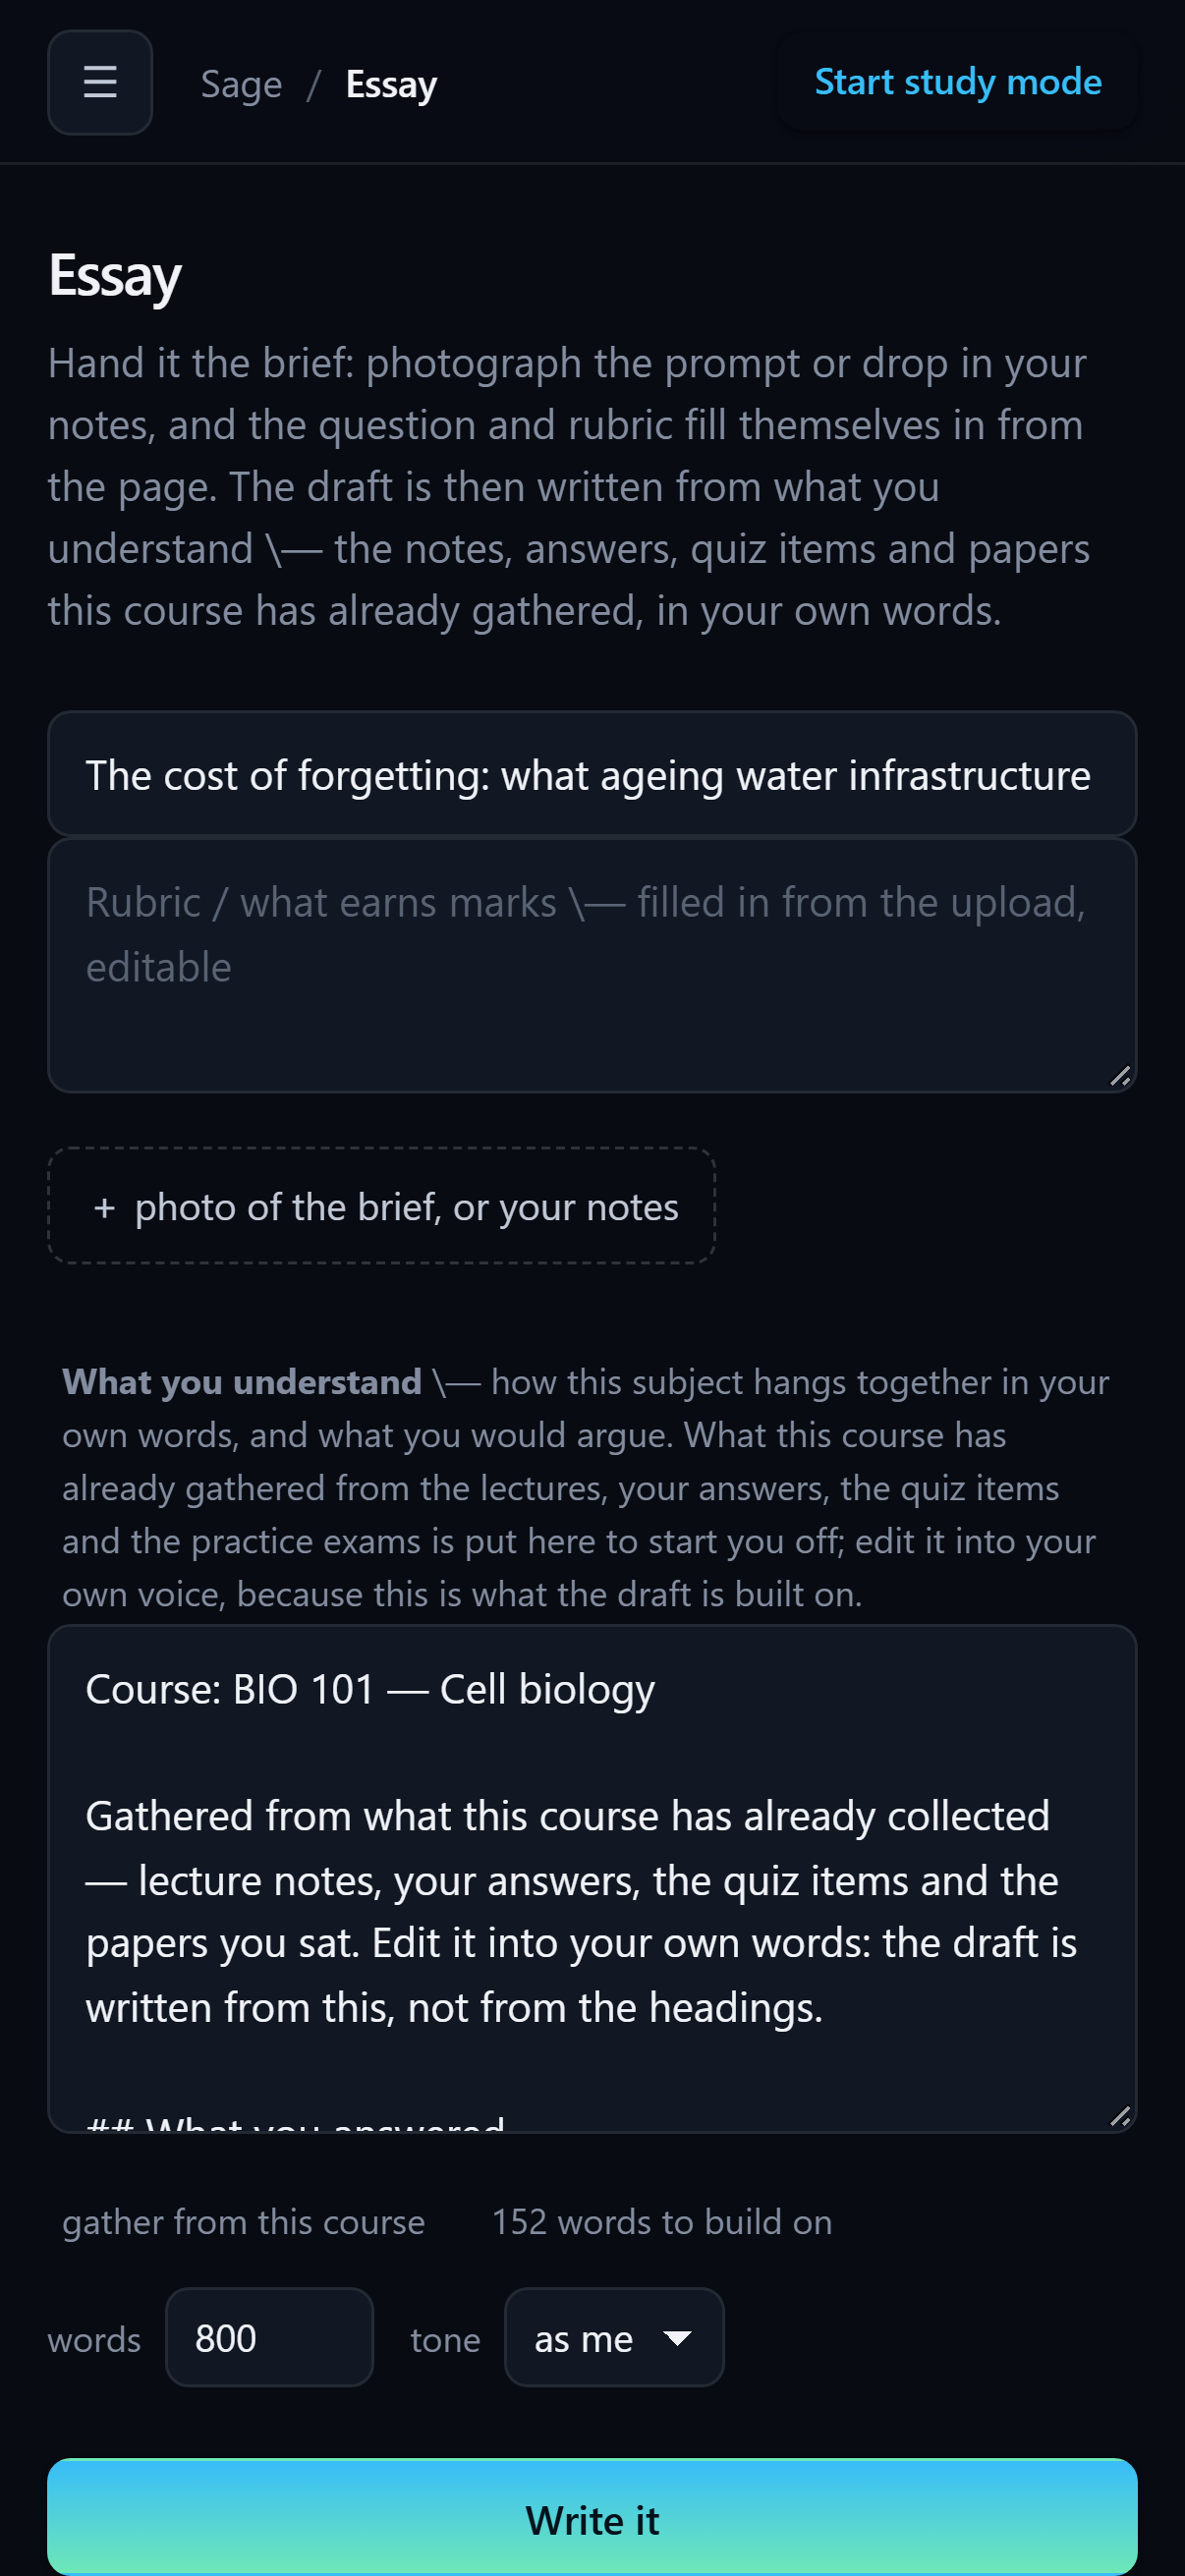 ☰ Sage / Essay Start study mode
Essay
Hand it the brief: photograph the prompt or drop in your
notes, and the question and rubric fill themselves in from
the page. The draft is then written from what you
understand \— the notes, answers, quiz items and papers
this course has already gathered, in your own words.
The cost of forgetting: what ageing water infrastructure
Rubric / what earns marks \— filled in from the upload,
editable
+ photo of the brief, or your notes
What you understand \— how this subject hangs together in your
own words, and what you would argue. What this course has
already gathered from the lectures, your answers, the quiz items
and the practice exams is put here to start you off; edit it into your
own voice, because this is what the draft is built on.
Course: BIO 101 — Cell biology
Gathered from what this course has already collected
— lecture notes, your answers, the quiz items and the
papers you sat. Edit it into your own words: the draft is
written from this, not from the headings.
## What you answered
gather from this course 152 words to build on
words 800 tone as me
Write it